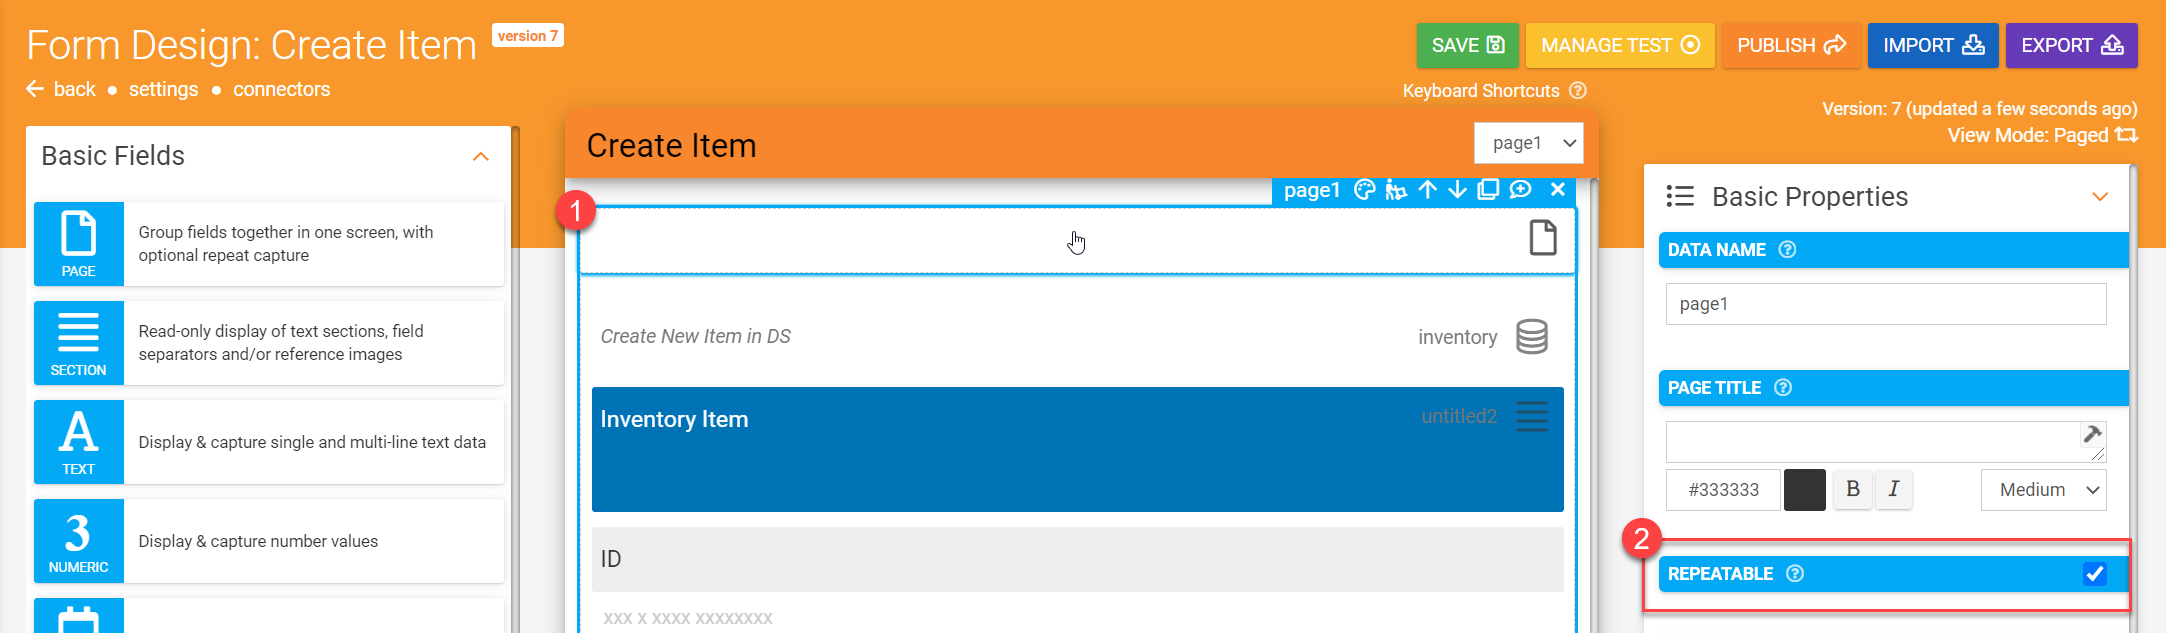 Form Design: Create Item version 7
back • settings • connectors
SAVE
MANAGE TEST
PUBLISH
IMPORT
EXPORT
Keyboard Shortcuts
Version: 7 (updated a few seconds ago)
View Mode: Paged
Basic Fields
PAGE
Group fields together in one screen, with
optional repeat capture
SECTION
Read-only display of text sections, field
separators and/or reference images
A
TEXT
Display & capture single and multi-line text data
3
NUMERIC
Display & capture number values
Create Item
page1
1
page1
Create New Item in DS
inventory
Inventory Item
untitled2
ID
XXX X XXXX XXXXXXXX
Basic Properties
DATA NAME
page1
PAGE TITLE
#333333
B
I
Medium
2
REPEATABLE